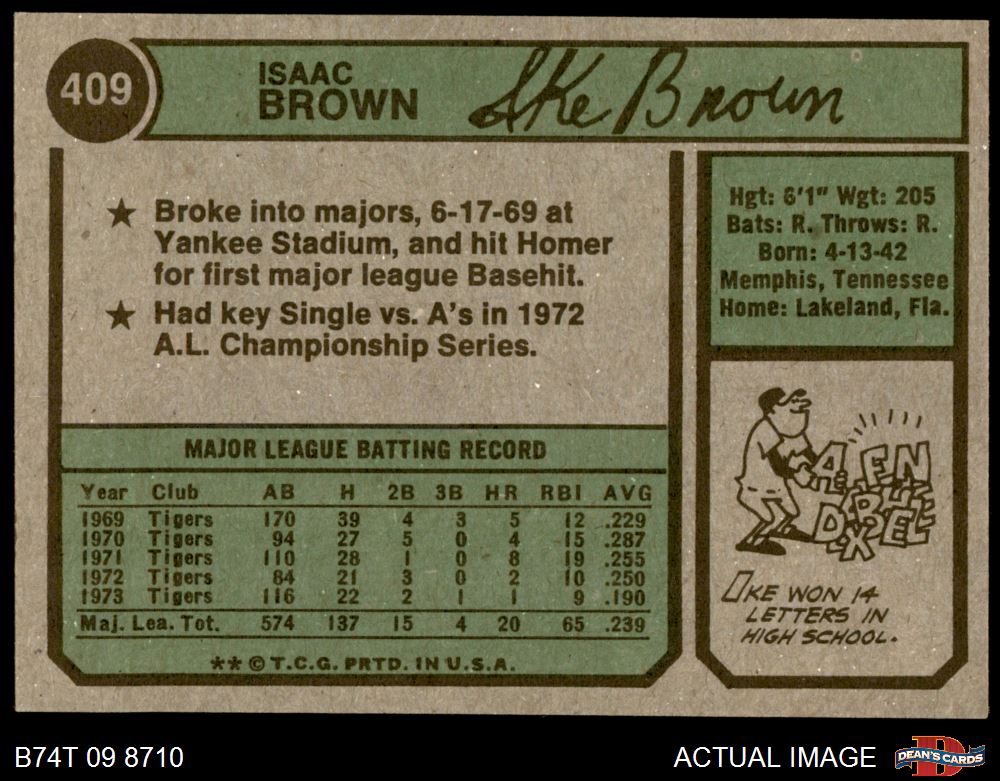 409
ISAAC
BROWN
Ike Brown
★ Broke into majors, 6-17-69 at
Yankee Stadium, and hit Homer
for first major league Basehit.
★ Had key Single vs. A's in 1972
A.L. Championship Series.
Hgt: 6'1" Wgt: 205
Bats: R. Throws: R.
Born: 4-13-42
Memphis, Tennessee
Home: Lakeland, Fla.
MAJOR LEAGUE BATTING RECORD
Year Club AB H 2B 3B HR RBI AVG
1969 Tigers 170 39 4 3 5 12 .229
1970 Tigers 94 27 5 0 4 15 .287
1971 Tigers 110 28 1 0 8 19 .255
1972 Tigers 84 21 3 0 2 10 .250
1973 Tigers 116 22 2 1 1 9 .190
Maj. Lea. Tot. 574 137 15 4 20 65 .239
** © T.C.G. PRTD. IN U.S.A.
IKE WON 14
LETTERS IN
HIGH SCHOOL.
B74T 09 8710
ACTUAL IMAGE
DEAN'S CARDS